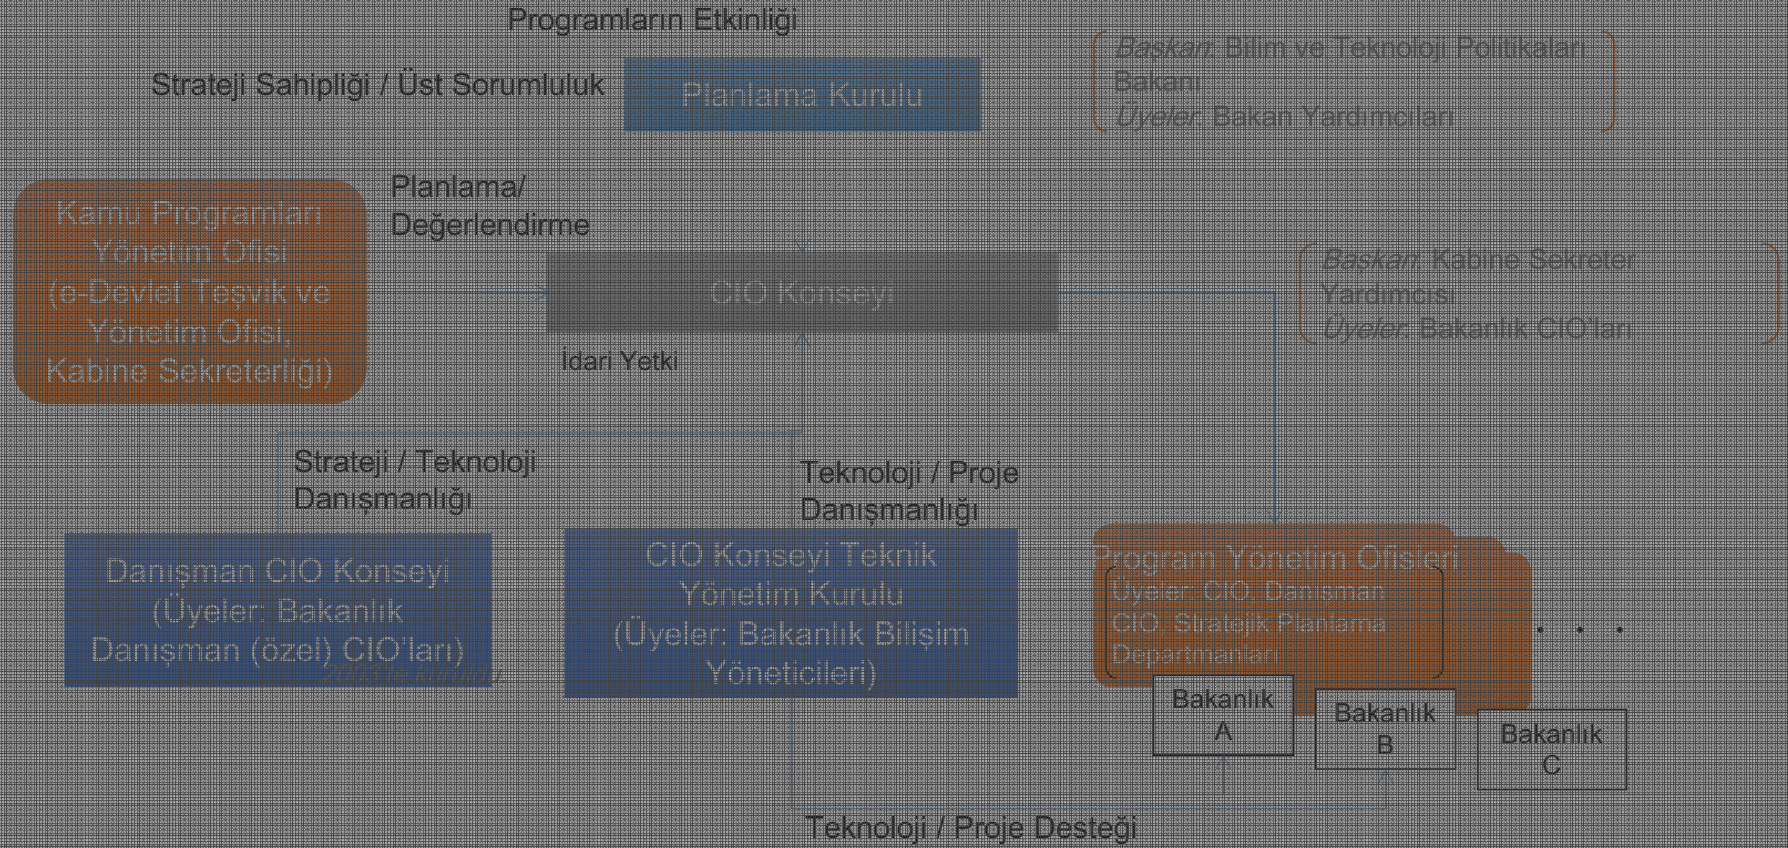 Programların Etkinliği
Strateji Sahipliği / Üst Sorumluluk
Planlama Kurulu
Başkan: Bilim ve Teknoloji Politikaları
Bakanı
Üyeler: Bakan Yardımcıları
Kamu Programları
Yönetim Ofisi
(e-Devlet Teşvik ve
Yönetim Ofisi,
Kabine Sekreterliği)
Planlama/
Değerlendirme
CIO Konseyi
Başkan: Kabine Sekreter
Yardımcısı
Üyeler: Bakanlık CIO'ları
İdari Yetki
Strateji / Teknoloji
Danışmanlığı
Teknoloji / Proje
Danışmanlığı
Danışman CIO Konseyi
(Üyeler: Bakanlık
Danışman (özel) CIO'ları)
2003'te kuruldu.
CIO Konseyi Teknik
Yönetim Kurulu
(Üyeler: Bakanlık Bilişim
Yöneticileri)
Program Yönetim Ofisleri
Üyeler: CIO, Danışman
CIO, Stratejik Planlama
Departmanları
. . .
Bakanlık
A
Bakanlık
B
Bakanlık
C
Teknoloji / Proje Desteği